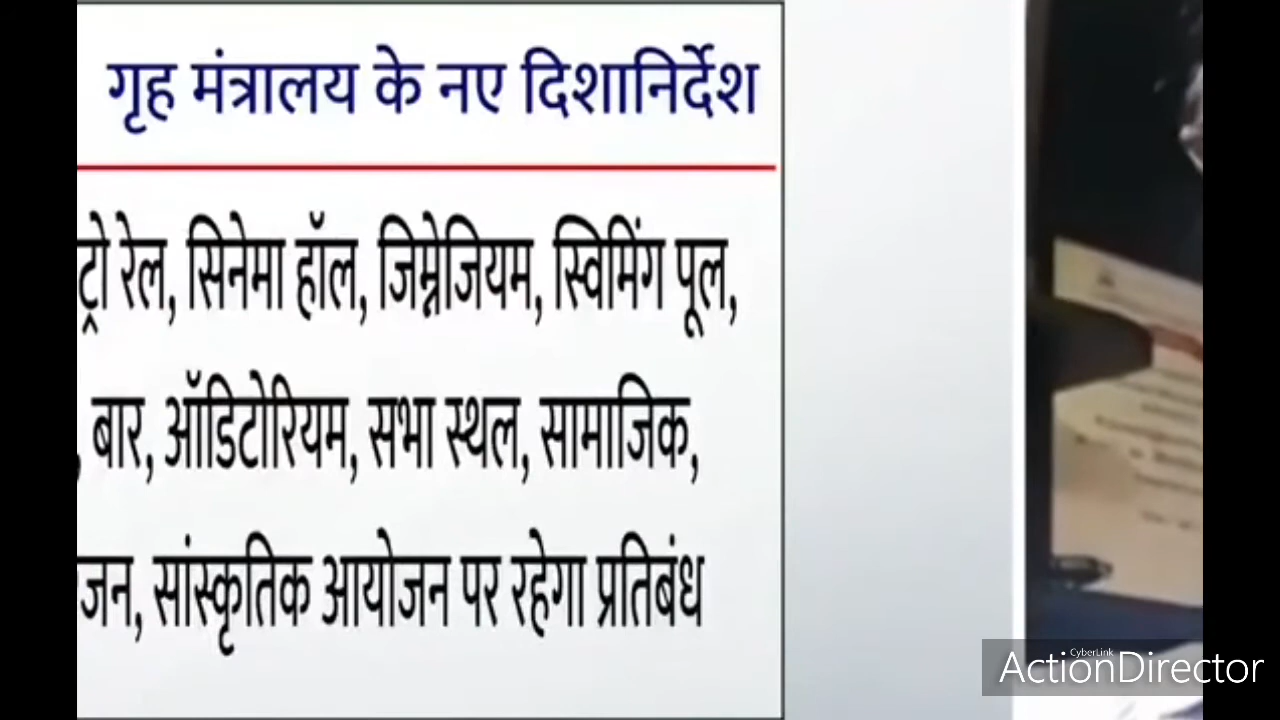 गृह मंत्रालय के नए दिशानिर्देश
ट्रो रेल, सिनेमा हॉल, जिम्नेजियम, स्विमिंग पूल,
, बार, ऑडिटोरियम, सभा स्थल, सामाजिक,
जन, सांस्कृतिक आयोजन पर रहेगा प्रतिबंध
CyberLink
ActionDirector